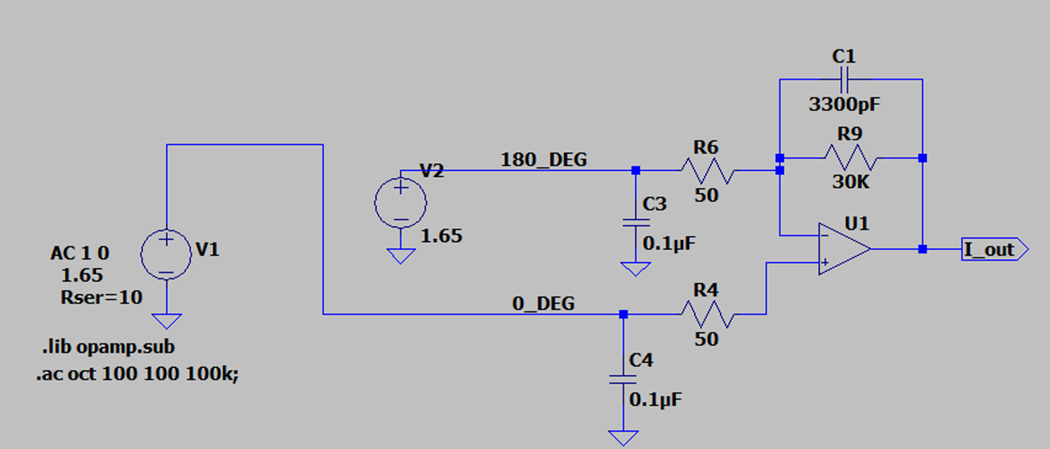 C1
3300pF
R9
30K
R6
50
180_DEG
V2
1.65
C3
0.1µF
U1
I_out
V1
AC 1 0
1.65
Rser=10
0_DEG
R4
50
C4
0.1µF
.lib opamp.sub
.ac oct 100 100 100k;